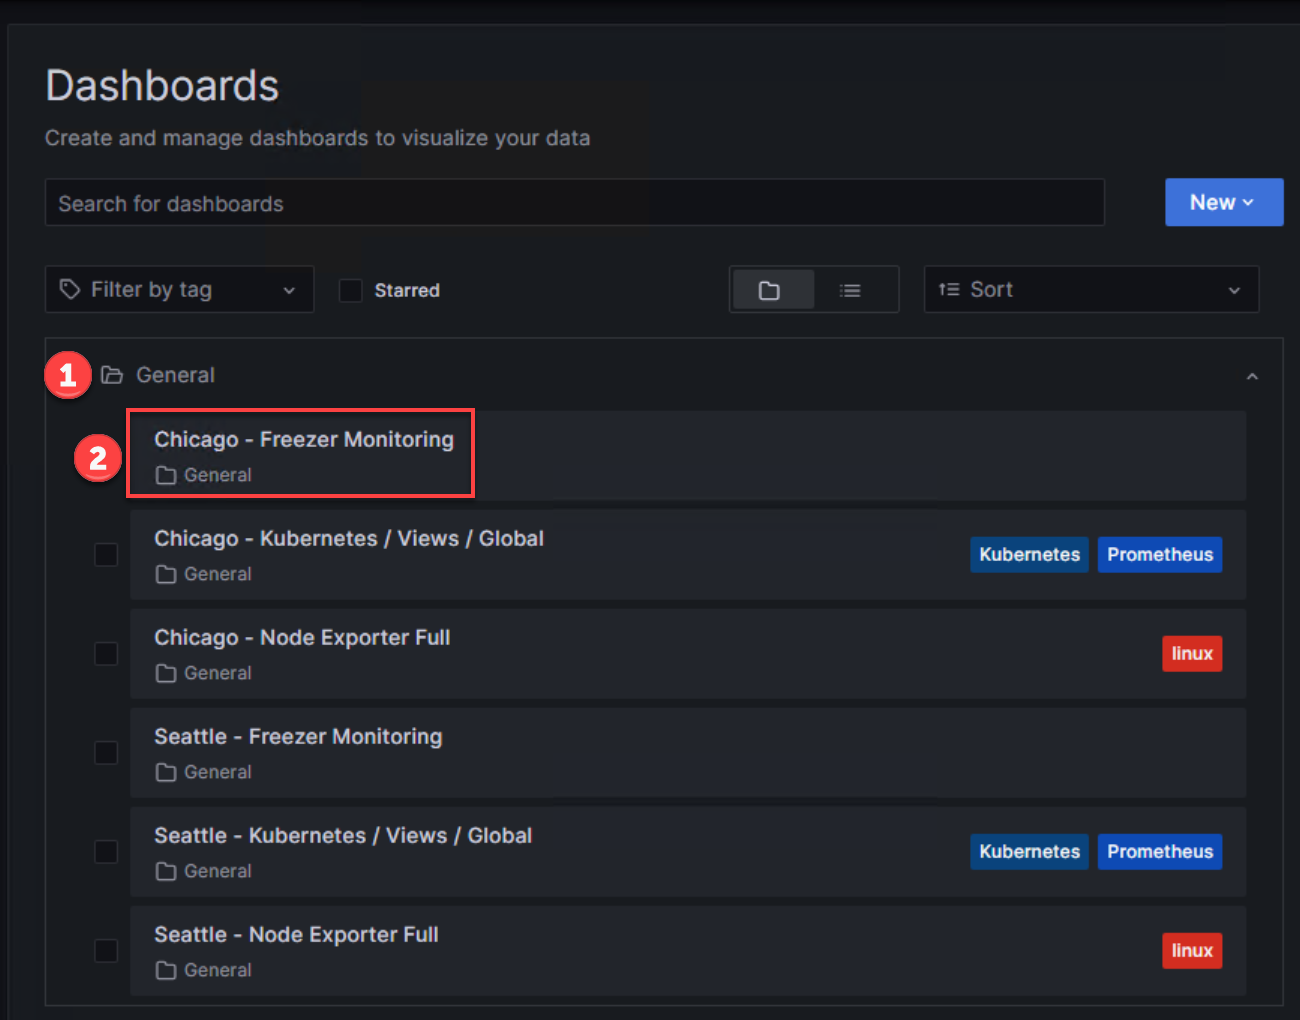 Dashboards
Create and manage dashboards to visualize your data
Search for dashboards
New
Filter by tag
Starred
Sort
1
General
2
Chicago - Freezer Monitoring
General
Chicago - Kubernetes / Views / Global
General
Kubernetes
Prometheus
Chicago - Node Exporter Full
General
linux
Seattle - Freezer Monitoring
General
Seattle - Kubernetes / Views / Global
General
Kubernetes
Prometheus
Seattle - Node Exporter Full
General
linux